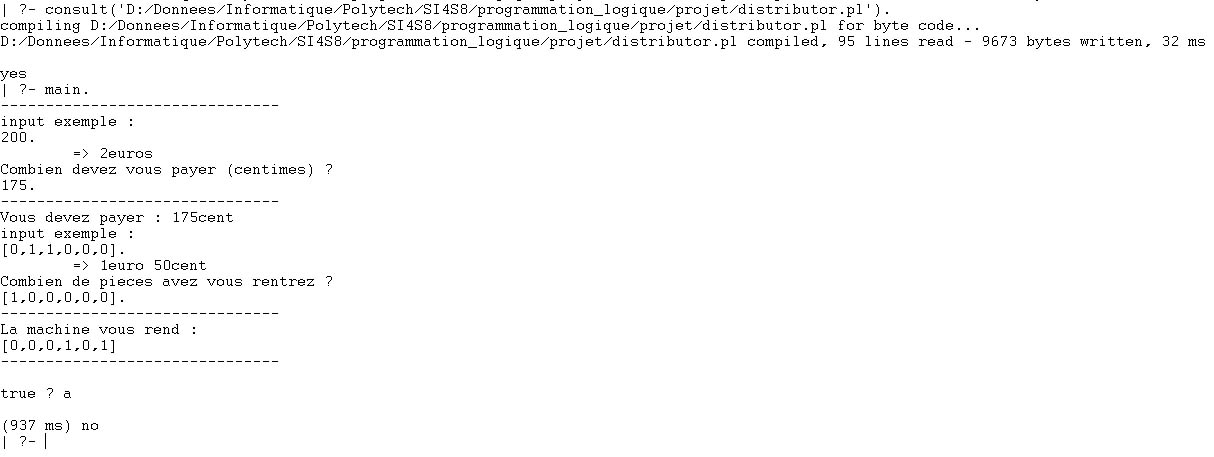 | ?- consult('D:/Donnees/Informatique/Polytech/SI4S8/programmation_logique/projet/distributor.pl').
compiling D:/Donnees/Informatique/Polytech/SI4S8/programmation_logique/projet/distributor.pl for byte code...
D:/Donnees/Informatique/Polytech/SI4S8/programmation_logique/projet/distributor.pl compiled, 95 lines read - 9673 bytes written, 32 ms
yes
| ?- main.
-------------------------------
input exemple :
200.
=> 2euros
Combien devez vous payer (centimes) ?
175.
-------------------------------
Vous devez payer : 175cent
input exemple :
[0,1,1,0,0,0].
=> 1euro 50cent
Combien de pieces avez vous rentrez ?
[1,0,0,0,0,0].
-------------------------------
La machine vous rend :
[0,0,0,1,0,1]
-------------------------------
true ? a
(937 ms) no
| ?-